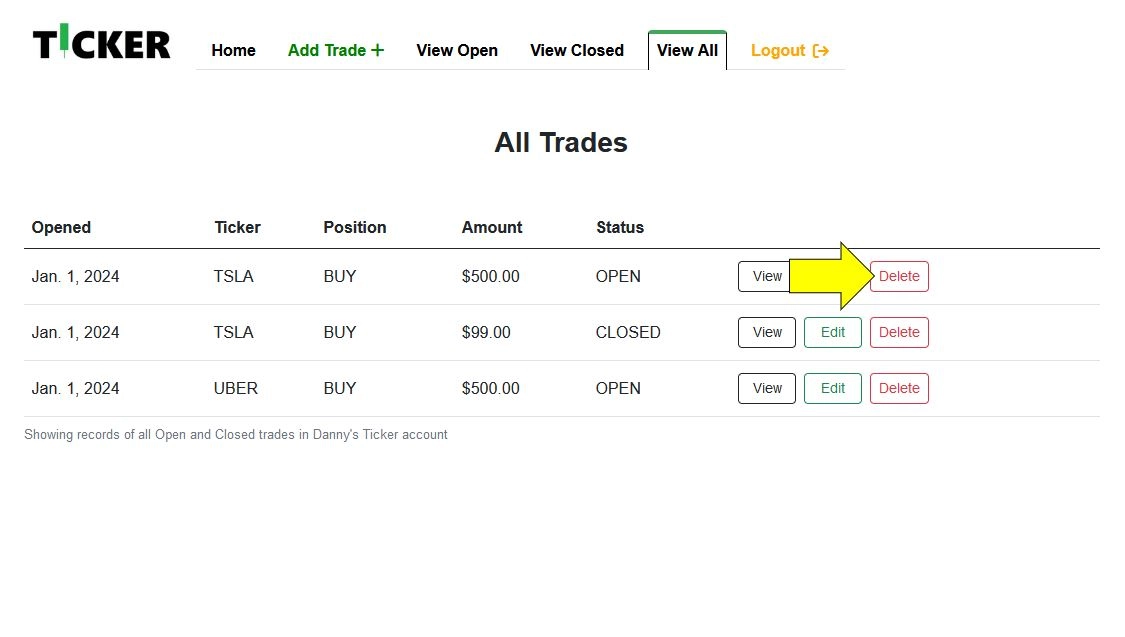 TICKER Home Add Trade + View Open View Closed View All Logout
All Trades
Opened Ticker Position Amount Status
Jan. 1, 2024 TSLA BUY $500.00 OPEN View Delete
Jan. 1, 2024 TSLA BUY $99.00 CLOSED View Edit Delete
Jan. 1, 2024 UBER BUY $500.00 OPEN View Edit Delete
Showing records of all Open and Closed trades in Danny's Ticker account